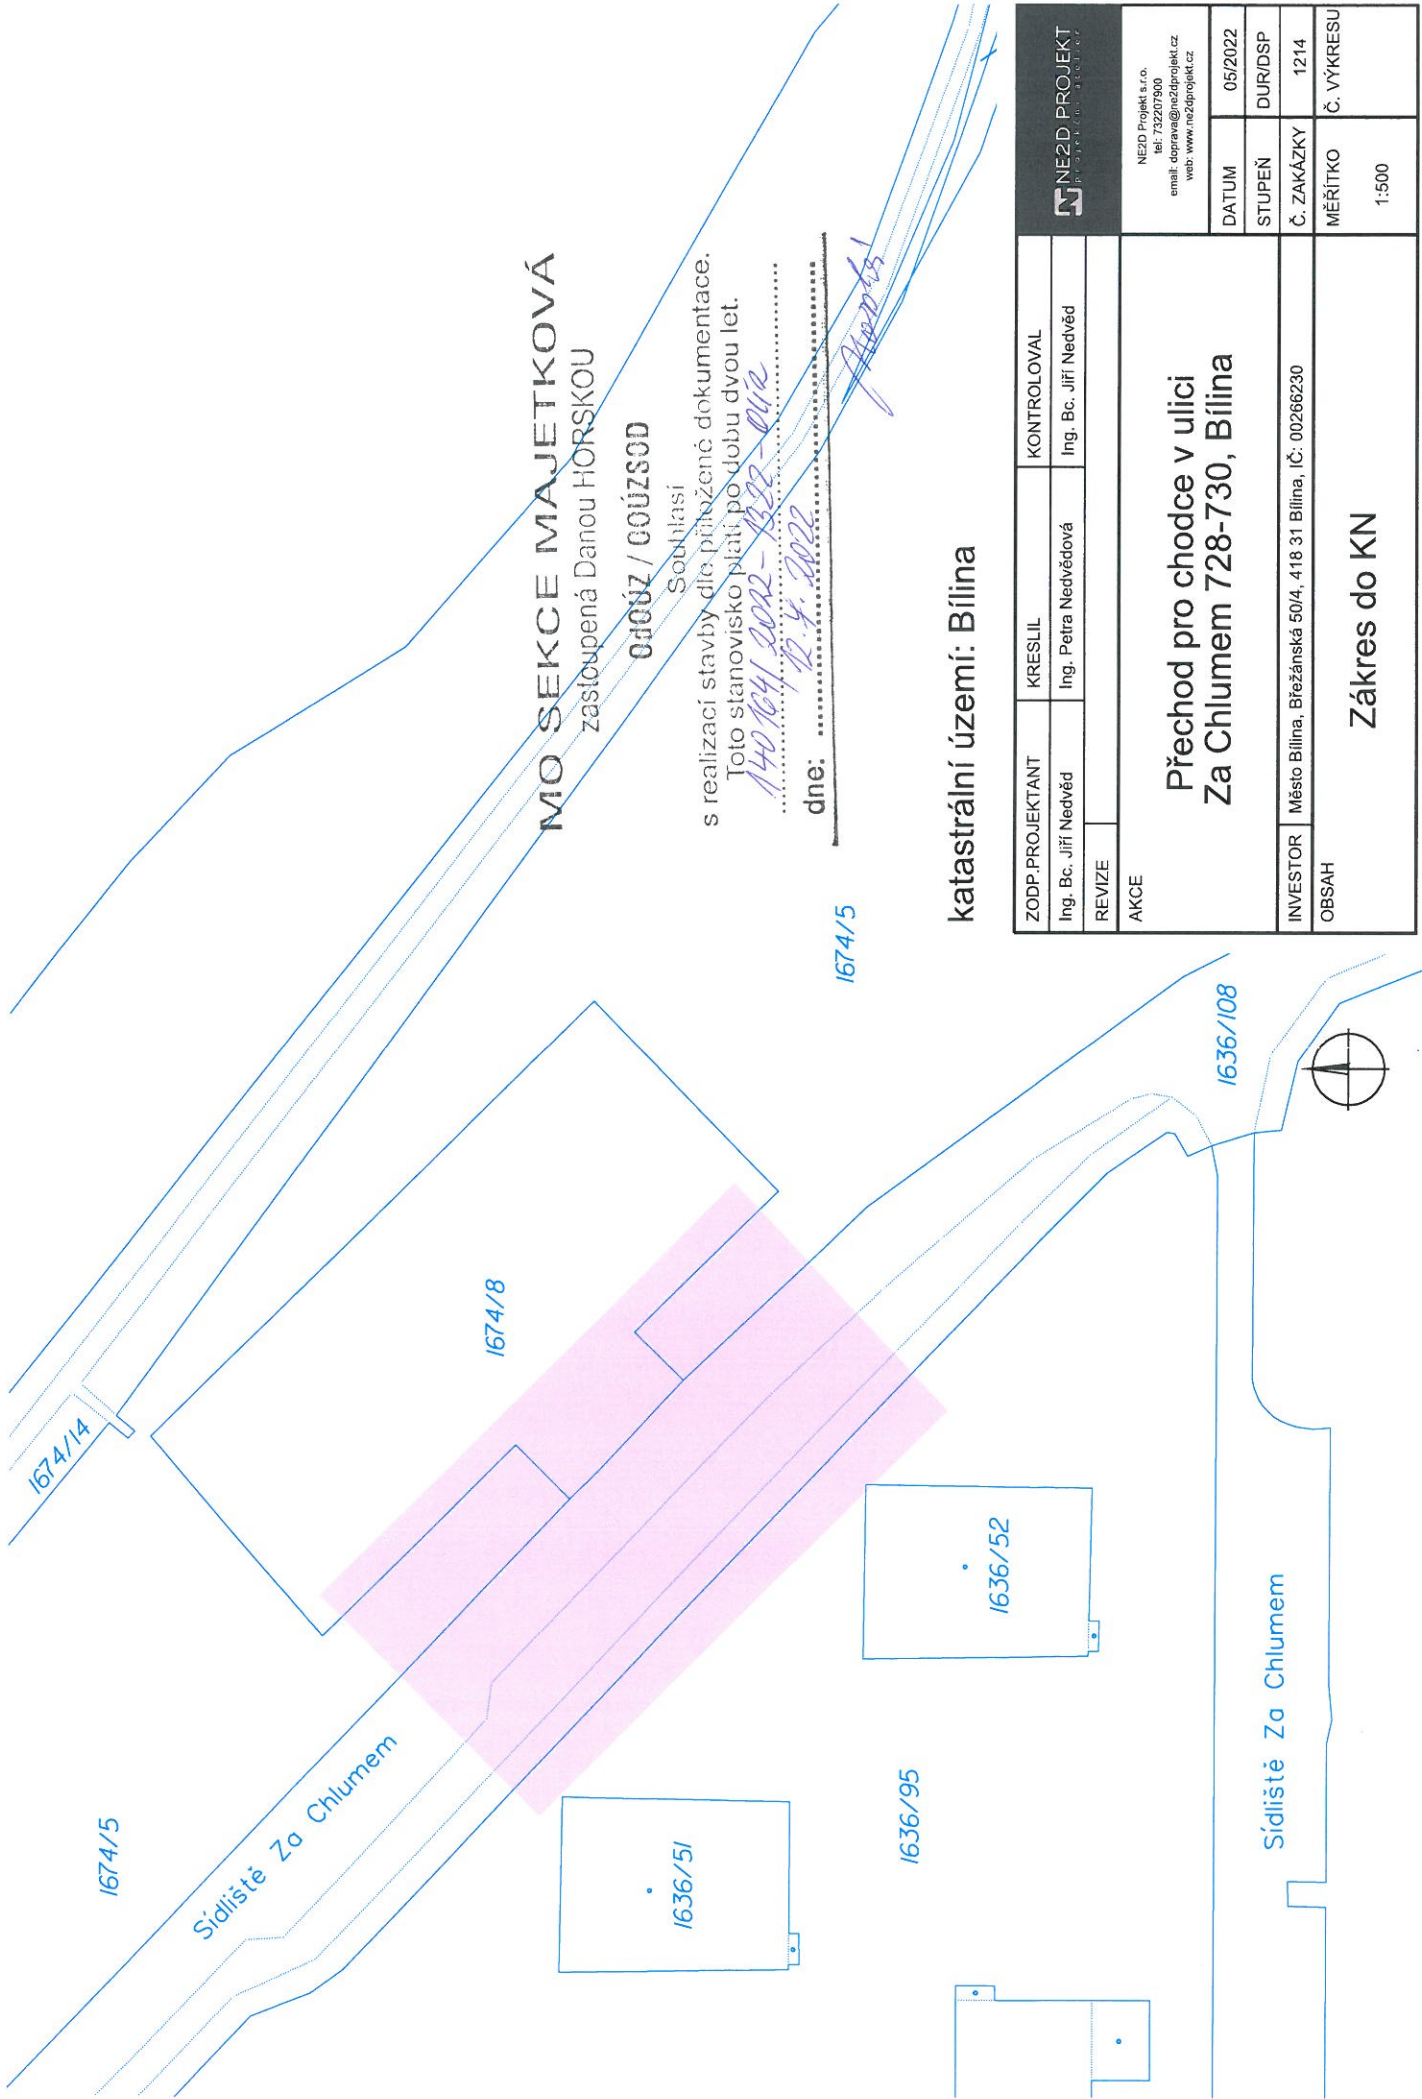 1674/5
Sídliště Za Chlumem
1674/14
1674/8
1636/51
1636/95
1636/52
Sídliště Za Chlumem
1674/5
1636/108
MO SEKCE MAJETKOVÁ
zastoupená Danou HORSKOU
OdOÚZ / OOÚZSOD
Souhlasí
s realizací stavby dle přiložené dokumentace.
Toto stanovisko platí po dobu dvou let.
2022
dne: 12. 4. 2022
katastrální území: Bílina
ZODP.PROJEKTANT KRESLIL KONTROLOVAL
Ing. Bc. Jiří Nedvěd Ing. Petra Nedvědová Ing. Bc. Jiří Nedvěd
REVIZE
NE2D PROJEKT
AKCE
Přechod pro chodce v ulici
Za Chlumem 728-730, Bílina
NE2D Projekt s.r.o.
tel: 732207900
email: doprava@ne2dprojekt.cz
web: www.ne2dprojekt.cz
DATUM 05/2022
STUPEŇ DUR/DSP
INVESTOR Město Bílina, Břežánská 50/4, 418 31 Bílina, IČ: 00266230
Č. ZAKÁZKY 1214
OBSAH
Zákres do KN
MĚŘÍTKO Č. VÝKRESU
1:500